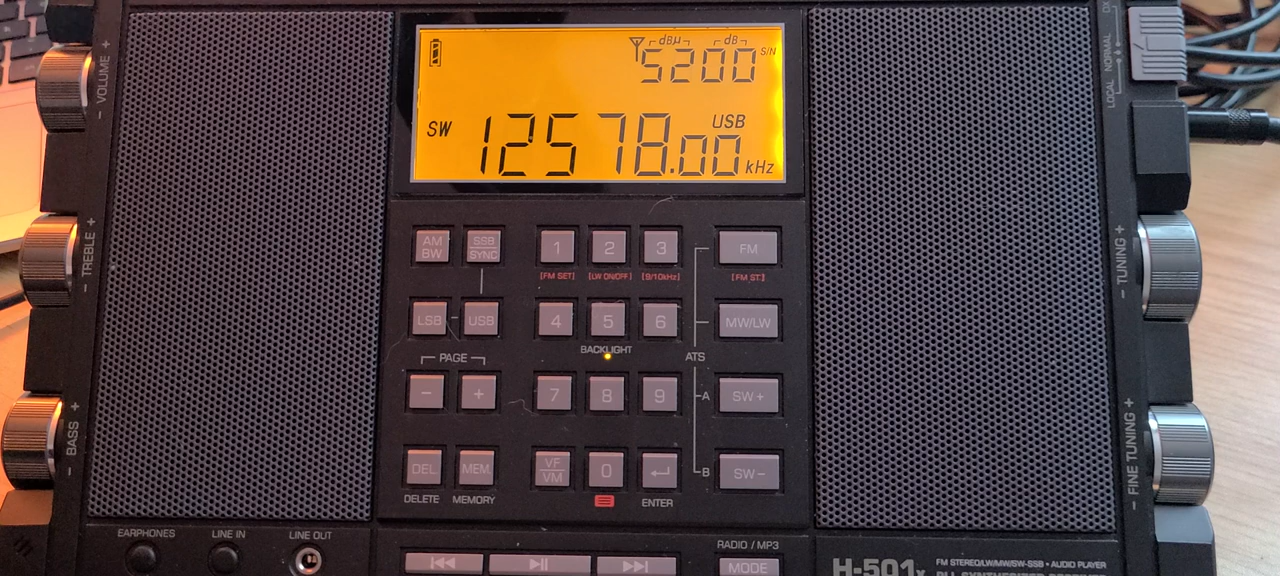 dBµ dB
5200 S/N
SW 12578.00 USB kHz
- VOLUME +
- TREBLE +
- BASS +
DX
NORMAL
LOCAL
- TUNING +
- FINE TUNING +
AM BW
SSB SYNC
1 2 3
FM
[FM SET] [LW ON/OFF] [9/10kHz] [FM ST.]
LSB - USB
4 5 6
MW/LW
BACKLIGHT
ATS
PAGE
- +
7 8 9
A
SW+
DEL
MEM
VF VM
0
B
SW-
DELETE MEMORY
ENTER
EARPHONES LINE IN LINE OUT
RADIO / MP3
MODE
H-501x
FM STEREO/LW/MW/SW-SSB • AUDIO PLAYER